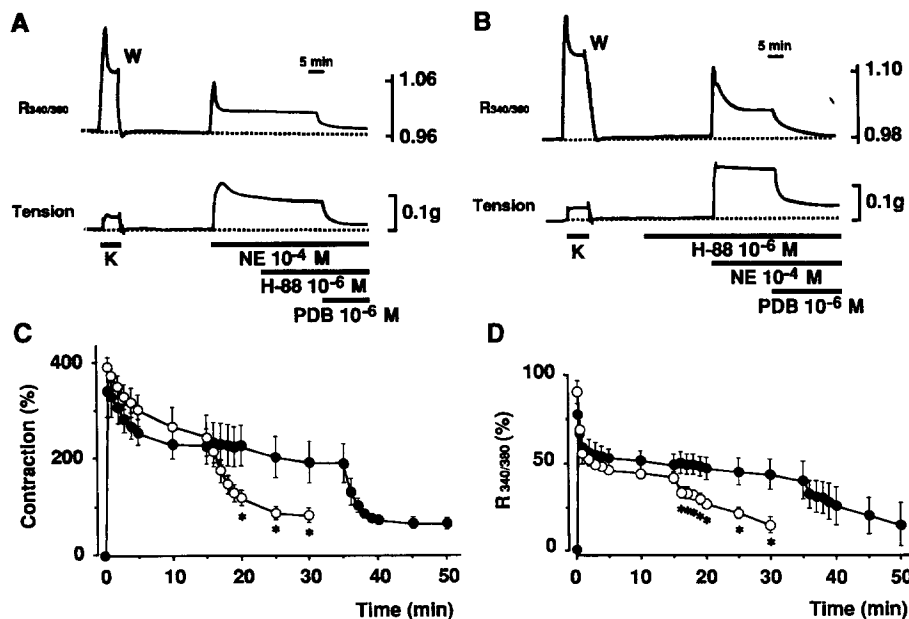 A
W
5 min
R340/380
1.06
0.96
Tension
0.1g
K
NE 10-4 M
H-88 10-6 M
PDB 10-6 M
B
W
5 min
R340/380
1.10
0.98
Tension
0.1g
K
H-88 10-6 M
NE 10-4 M
PDB 10-6 M
C
Contraction (%)
400
200
0
* * *
0 10 20 30 40 50
Time (min)
D
R 340/380 (%)
100
50
0
***** * *
0 10 20 30 40 50
Time (min)